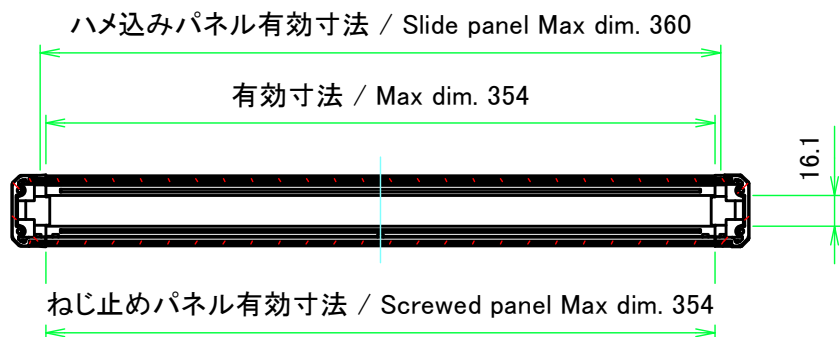 ハメ込みパネル有効寸法 / Slide panel Max dim. 360
有効寸法 / Max dim. 354
16.1
ねじ止めパネル有効寸法 / Screwed panel Max dim. 354